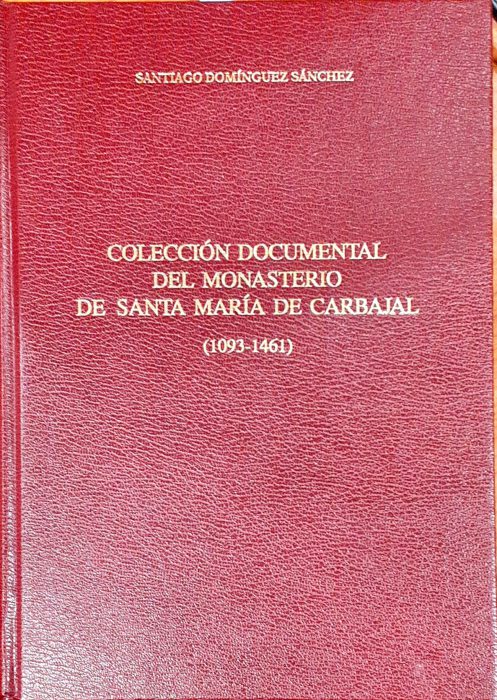 SANTIAGO DOMÍNGUEZ SÁNCHEZ
COLECCIÓN DOCUMENTAL
DEL MONASTERIO
DE SANTA MARÍA DE CARBAJAL
(1093-1461)